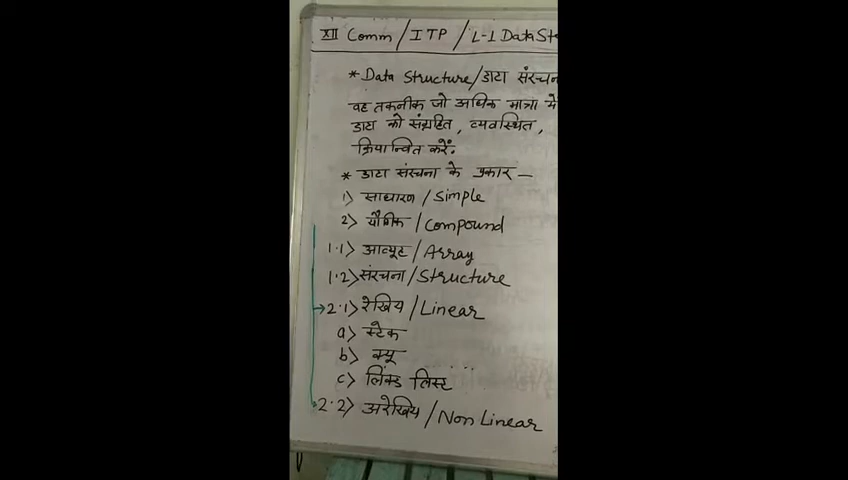 XII Comm / ITP / L-1 Data St
* Data Structure / डाटा संरचन
वह तकनीक जो अधिक मात्रा में
डाटा को संग्रहित, व्यवस्थित,
क्रियान्वित करें.
* डाटा संरचना के प्रकार —
1> साधारण / Simple
2> यौगिक / Compound
1.1> आव्यूह / Array
1.2> संरचना / Structure
→ 2.1> रेखिय / Linear
a> स्टेक
b> क्यू
c> लिंक्ड लिस्ट
2.2> अरेखिय / Non Linear